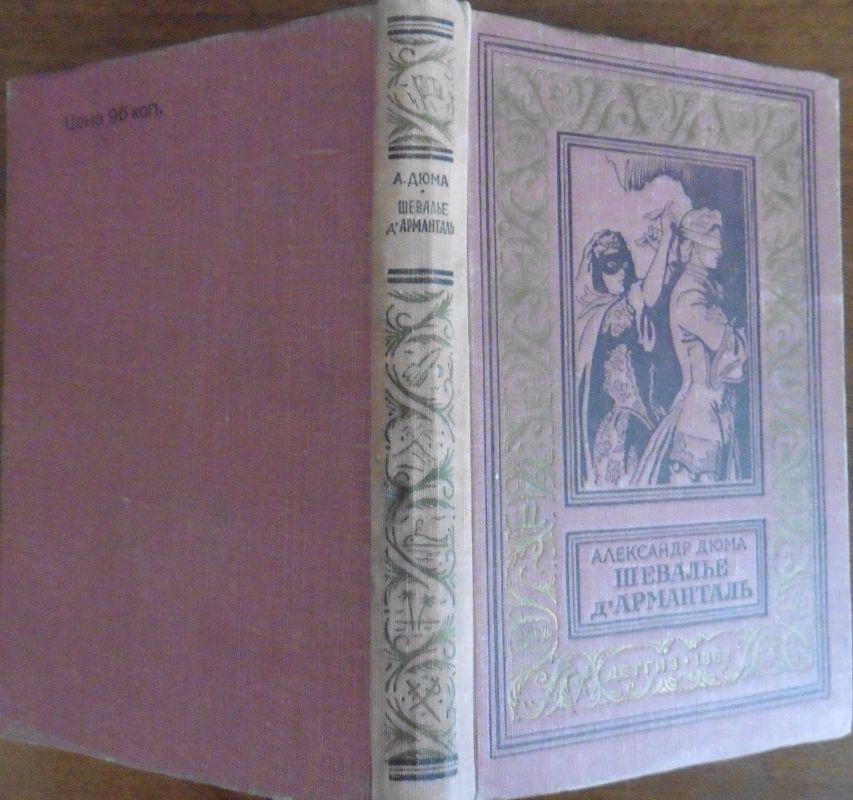 Цена 96 коп.
А. ДЮМА
ШЕВАЛЬЕ
Д'АРМАНТАЛЬ
АЛЕКСАНДР ДЮМА
ШЕВАЛЬЕ
Д'АРМАНТАЛЬ
ДЕТГИЗ